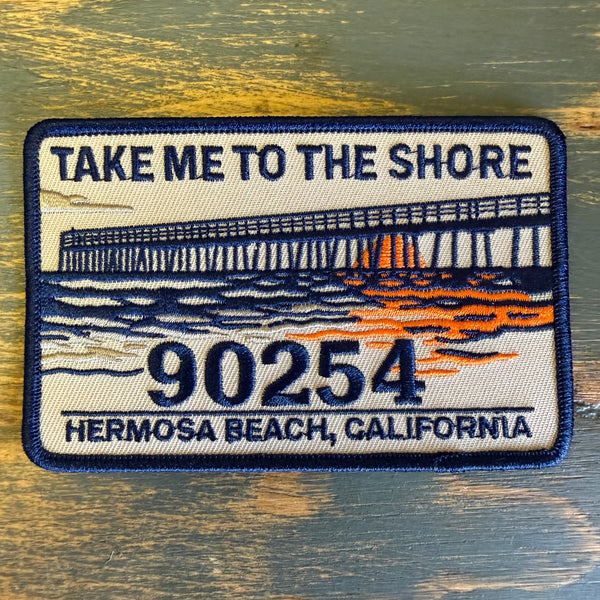 TAKE ME TO THE SHORE
90254
HERMOSA BEACH, CALIFORNIA